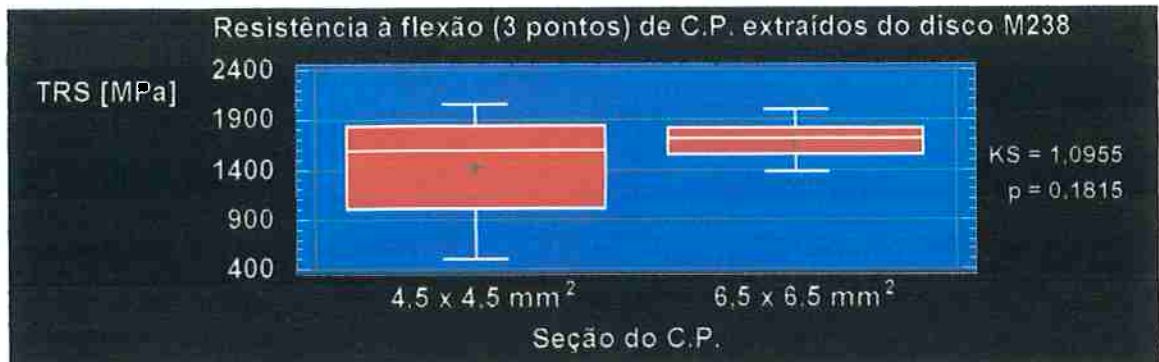 Resistência à flexão (3 pontos) de C.P. extraídos do disco M238
TRS [MPa]
2400
1900
1400
900
400
KS = 1,0955
p = 0,1815
4,5 x 4,5 mm²
6,5 x 6,5 mm²
Seção do C.P.